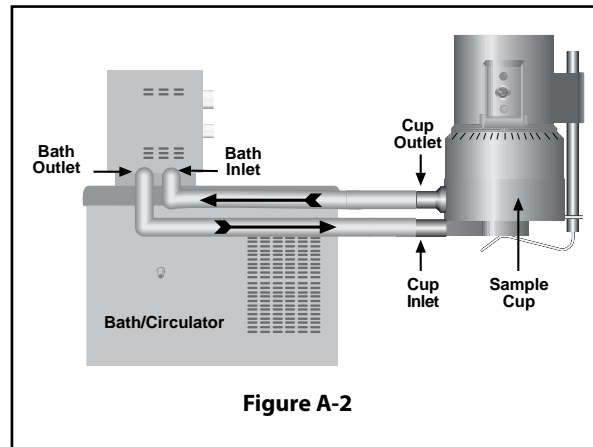 Cup
Outlet
Bath
Outlet
Bath
Inlet
Cup
Inlet
Sample
Cup
Bath/Circulator
Figure A-2